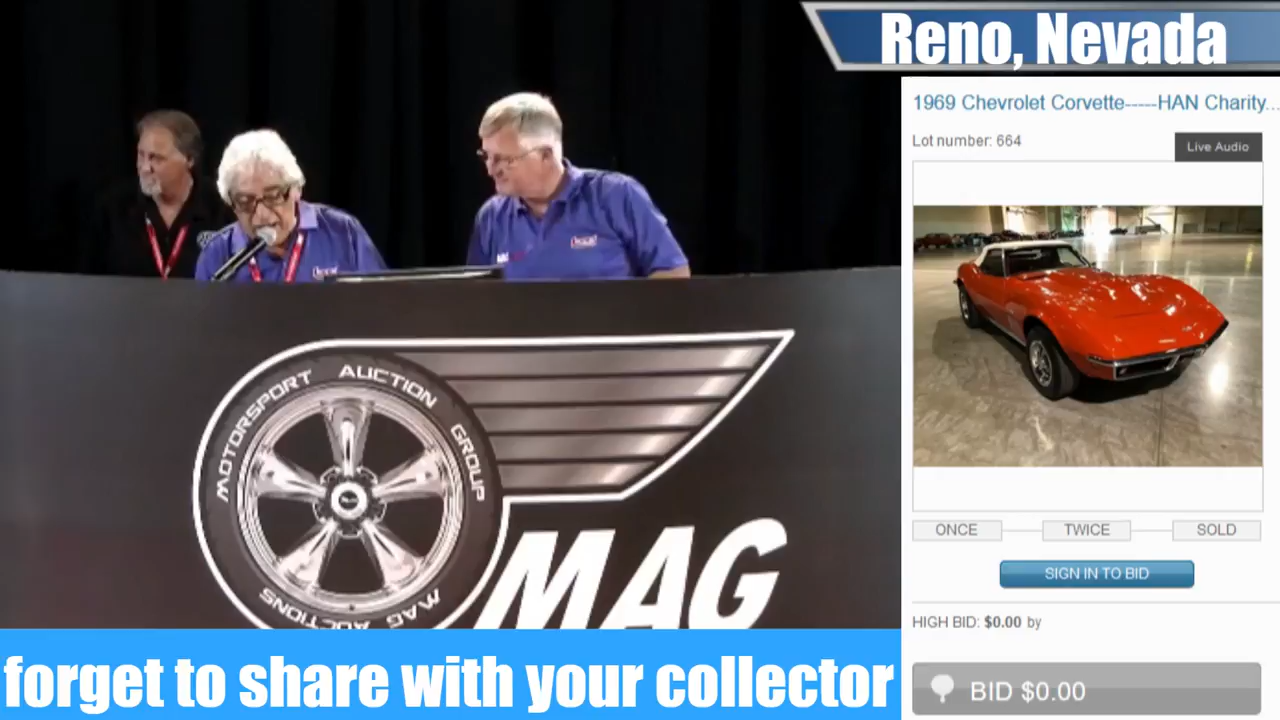 Reno, Nevada
1969 Chevrolet Corvette-----HAN Charity...
Lot number: 664
Live Audio
MOTORSPORT AUCTION GROUP
MAG AUCTIONS
MAG
ONCE
TWICE
SOLD
SIGN IN TO BID
HIGH BID: $0.00 by
BID $0.00
forget to share with your collector